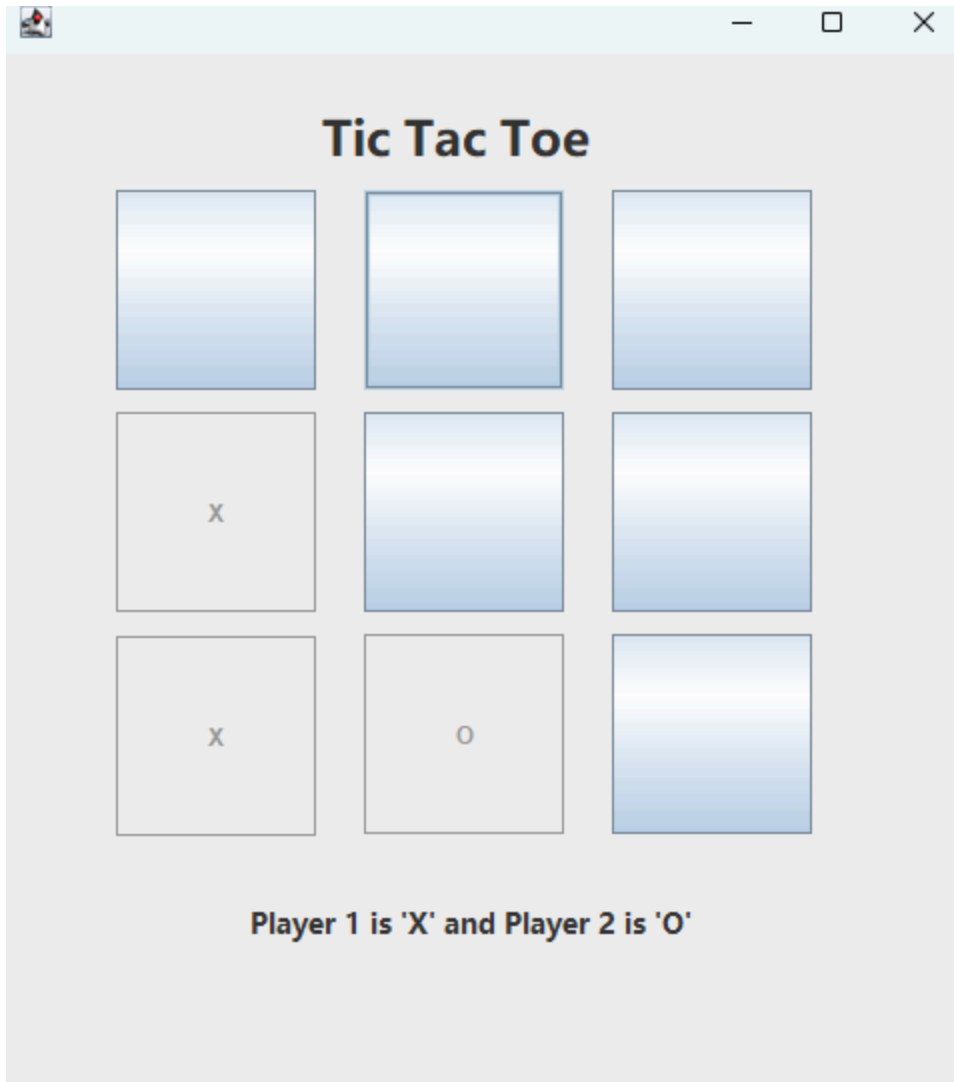 Tic Tac Toe
X
X O
Player 1 is 'X' and Player 2 is 'O'